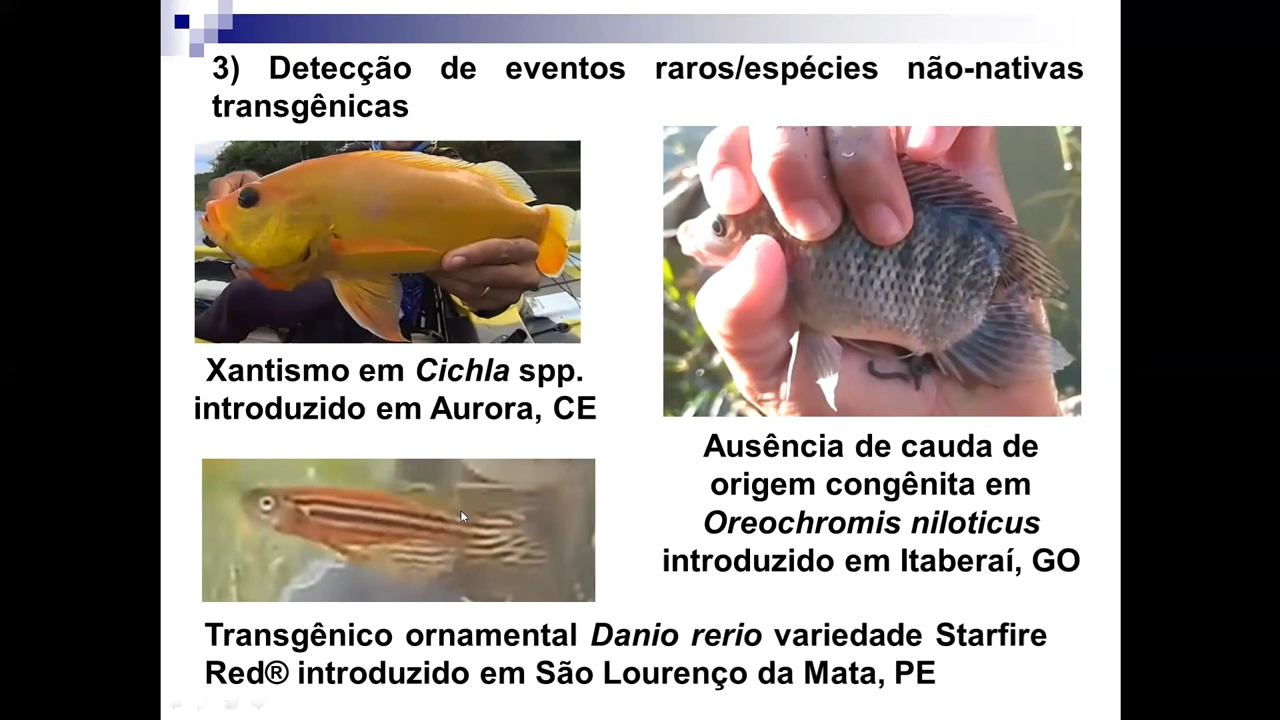 3) Detecção de eventos raros/espécies não-nativas
transgênicas
Xantismo em Cichla spp.
introduzido em Aurora, CE
Ausência de cauda de
origem congênita em
Oreochromis niloticus
introduzido em Itaberaí, GO
Transgênico ornamental Danio rerio variedade Starfire
Red® introduzido em São Lourenço da Mata, PE